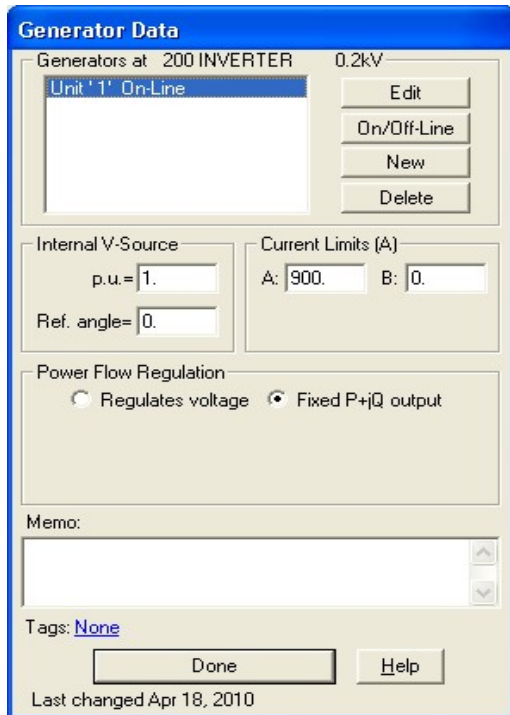 Generator Data
Generators at 200 INVERTER 0.2kV
Unit '1' On-Line
Edit
On/Off-Line
New
Delete
Internal V-Source
p.u.= 1.
Ref. angle= 0.
Current Limits (A)
A: 900. B: 0.
Power Flow Regulation
Regulates voltage Fixed P+jQ output
Memo:
Tags: None
Done Help
Last changed Apr 18, 2010